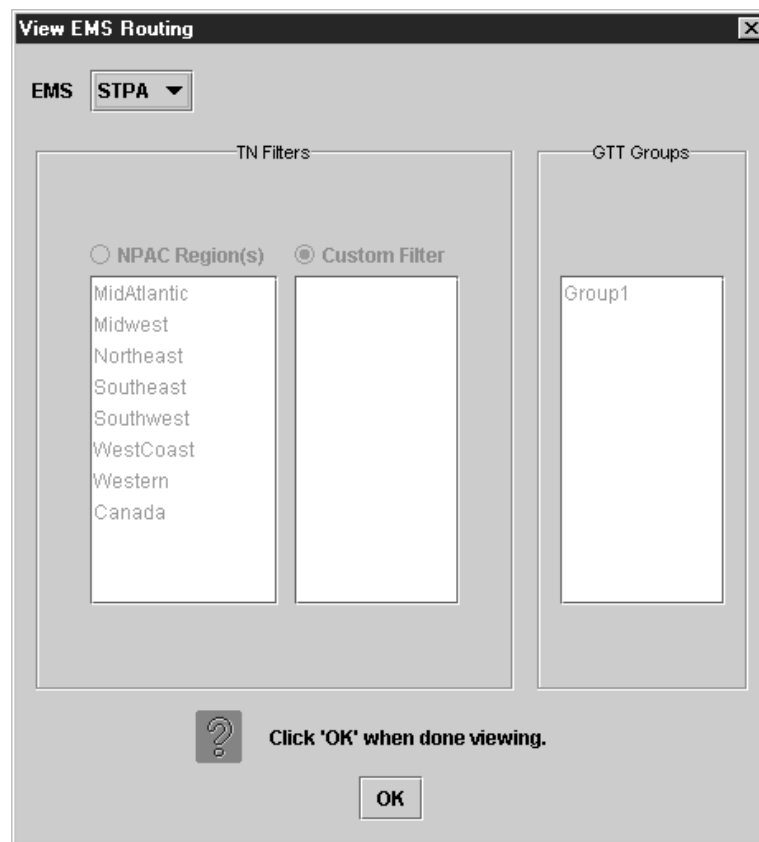 View EMS Routing
EMS STPA
TN Filters
NPAC Region(s)
MidAtlantic
Midwest
Northeast
Southeast
Southwest
WestCoast
Western
Canada
Custom Filter
GTT Groups
Group1
Click 'OK' when done viewing.
OK